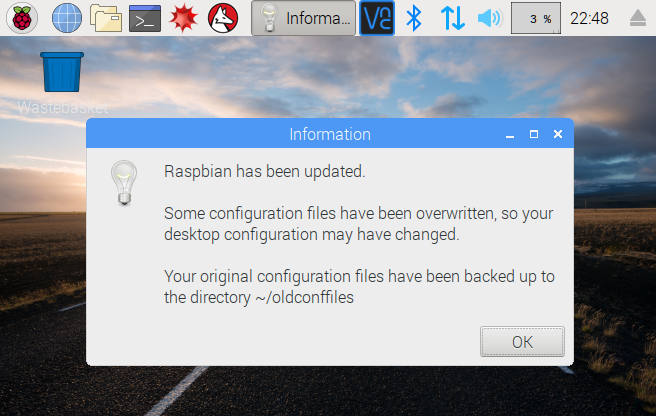 Informa...
V2
3 %
22:48
Wastebasket
Information
Raspbian has been updated.
Some configuration files have been overwritten, so your
desktop configuration may have changed.
Your original configuration files have been backed up to
the directory ~/oldconffiles
OK